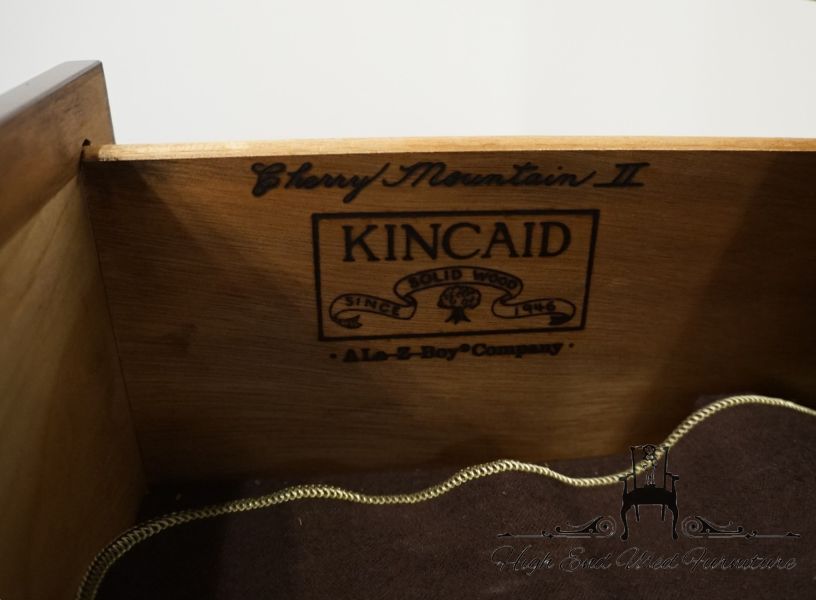 Cherry Mountain II
KINCAID
SOLID WOOD
SINCE 1946
· A La-Z-Boy® Company ·
High End Used Furniture